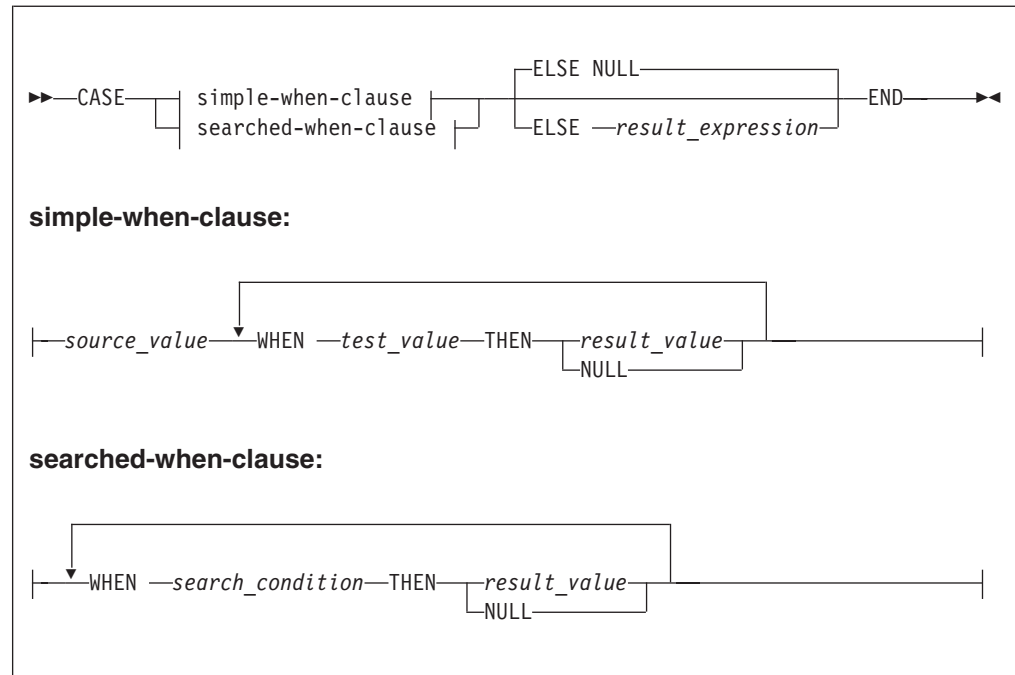 ELSE NULL
CASE simple-when-clause END
searched-when-clause ELSE result_expression
simple-when-clause:
source_value WHEN test_value THEN result_value
NULL
searched-when-clause:
WHEN search_condition THEN result_value
NULL